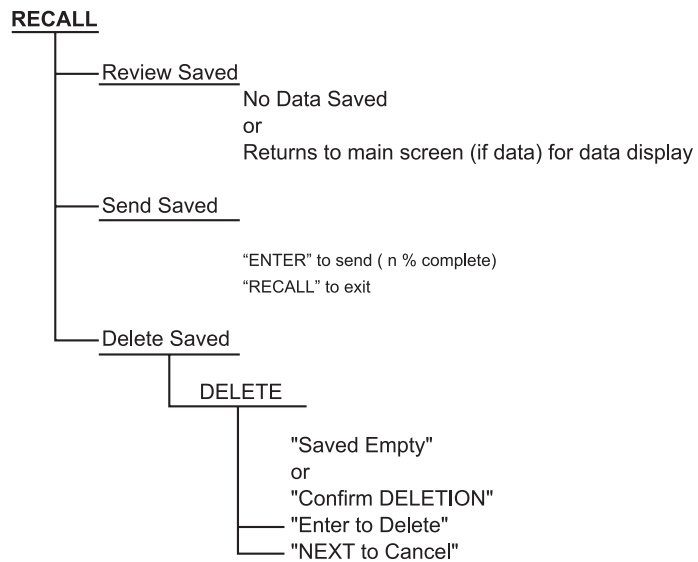 RECALL
Review Saved
No Data Saved
or
Returns to main screen (if data) for data display
Send Saved
“ENTER” to send ( n % complete)
“RECALL” to exit
Delete Saved
DELETE
"Saved Empty"
or
"Confirm DELETION"
"Enter to Delete"
"NEXT to Cancel"